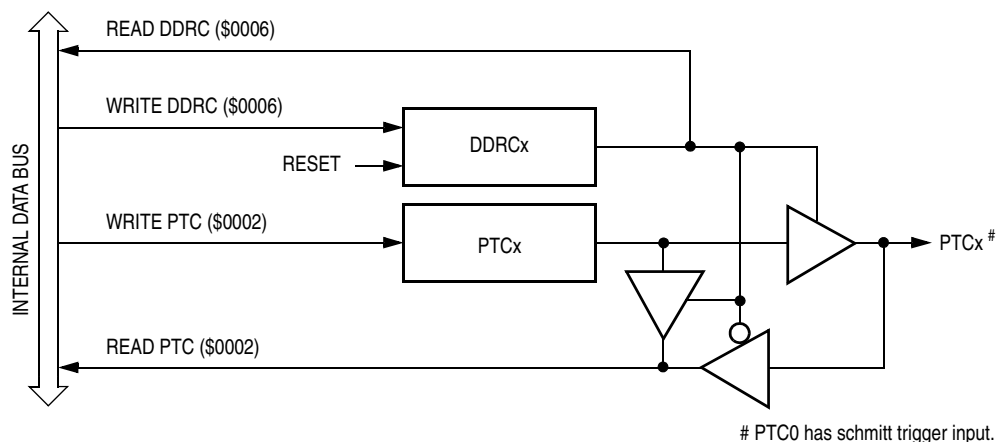 READ DDRC ($0006)
WRITE DDRC ($0006)
DDRCx
RESET
INTERNAL DATA BUS
WRITE PTC ($0002)
PTCx
PTCx #
READ PTC ($0002)
# PTC0 has schmitt trigger input.